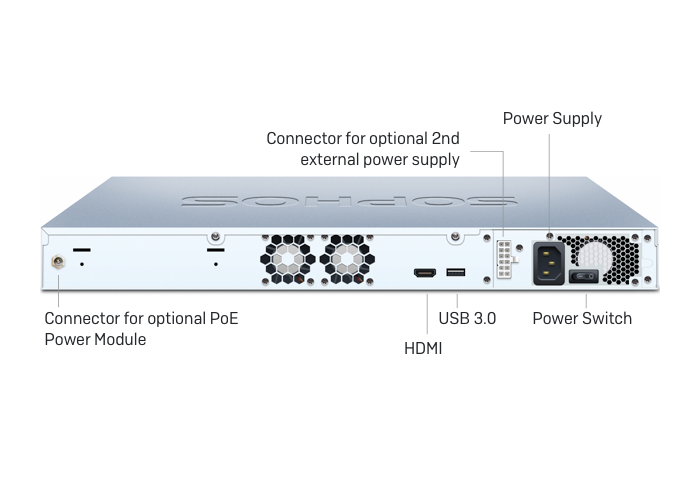 Power Supply
Connector for optional 2nd
external power supply
SOPHOS
Connector for optional PoE
Power Module
USB 3.0
Power Switch
HDMI